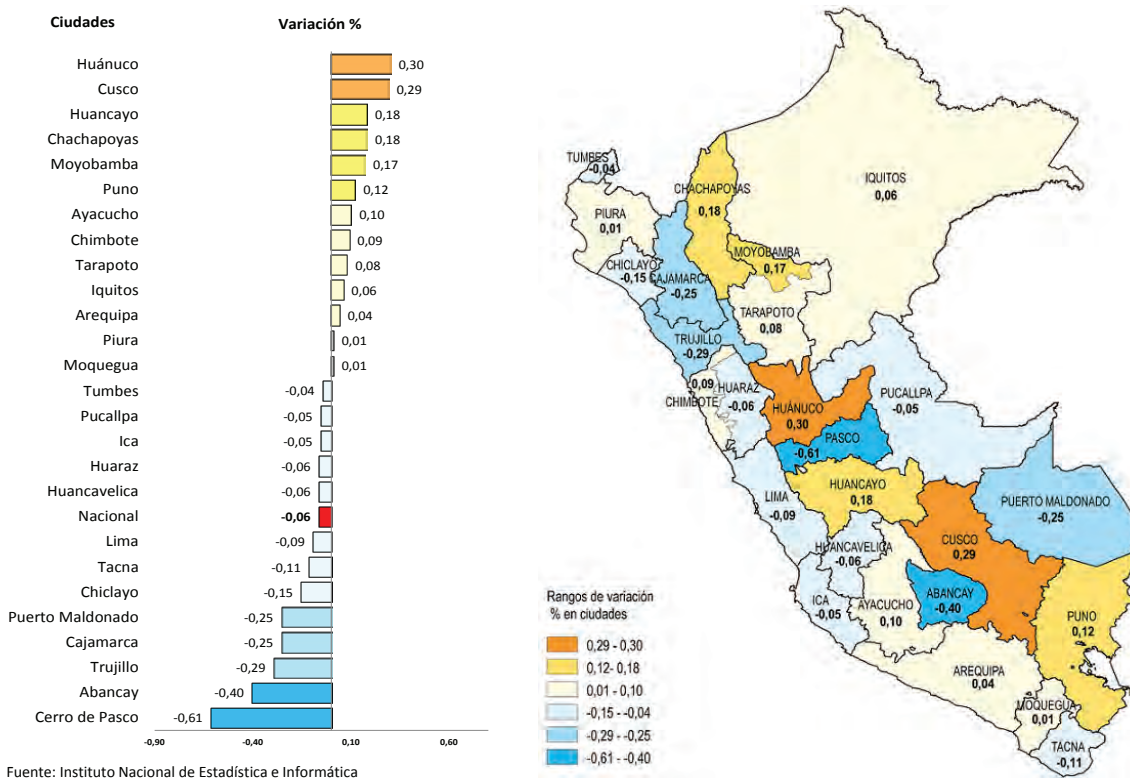 Ciudades Variación %
Huánuco 0,30
Cusco 0,29
Huancayo 0,18
Chachapoyas 0,18
Moyobamba 0,17
Puno 0,12
Ayacucho 0,10
Chimbote 0,09
Tarapoto 0,08
Iquitos 0,06
Arequipa 0,04
Piura 0,01
Moquegua 0,01
Tumbes -0,04
Pucallpa -0,05
Ica -0,05
Huaraz -0,06
Huancavelica -0,06
Nacional -0,06
Lima -0,09
Tacna -0,11
Chiclayo -0,15
Puerto Maldonado -0,25
Cajamarca -0,25
Trujillo -0,29
Abancay -0,40
Cerro de Pasco -0,61
-0,90 -0,40 0,10 0,60
Fuente: Instituto Nacional de Estadística e Informática
TUMBES
-0,04
PIURA
0,01
CHACHAPOYAS
0,18
IQUITOS
0,06
MOYOBAMBA
0,17
CHICLAYO
-0,15
CAJAMARCA
-0,25
TARAPOTO
0,08
TRUJILLO
-0,29
0,09
CHIMBOTE
HUARAZ
-0,06
HUÁNUCO
0,30
PUCALLPA
-0,05
PASCO
-0,61
HUANCAYO
0,18
LIMA
-0,09
PUERTO MALDONADO
-0,25
CUSCO
0,29
HUANCAVELICA
-0,06
ICA
-0,05
AYACUCHO
0,10
ABANCAY
-0,40
PUNO
0,12
AREQUIPA
0,04
MOQUEGUA
0,01
TACNA
-0,11
Rangos de variación
% en ciudades
0,29 - 0,30
0,12- 0,18
0,01 - 0,10
-0,15 - -0,04
-0,29 - -0,25
-0,61 - -0,40